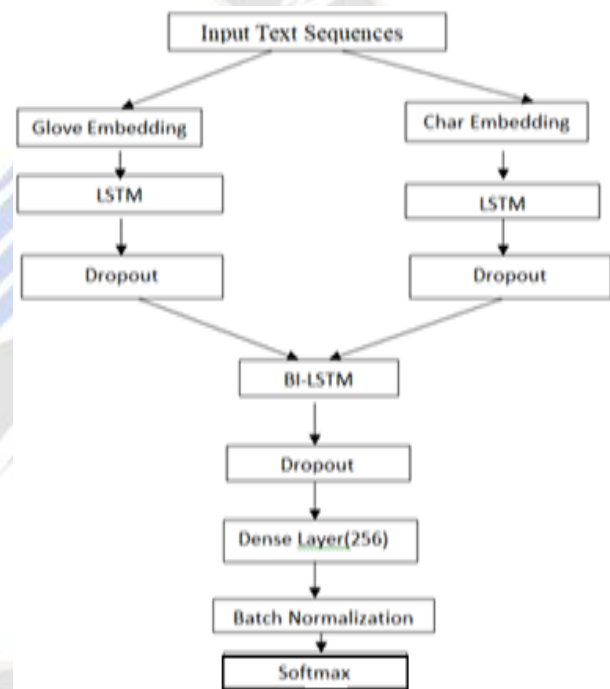 Input Text Sequences
Glove Embedding
Char Embedding
LSTM
LSTM
Dropout
Dropout
BI-LSTM
Dropout
Dense Layer(256)
Batch Normalization
Softmax